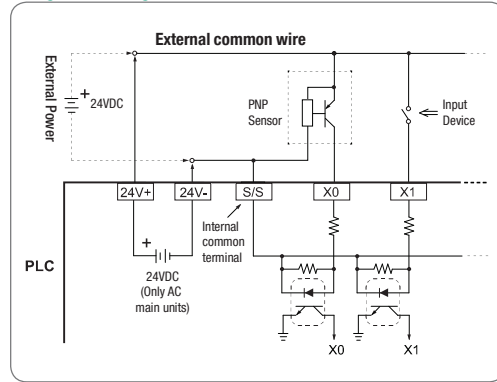 External common wire
External Power
+
24VDC
PNP
Sensor
Input
Device
24V+
24V-
S/S
X0
X1
Internal
common
terminal
+
PLC
24VDC
(Only AC
main units)
X0
X1